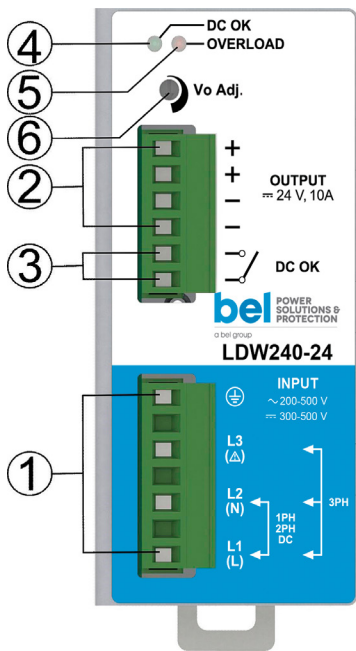 DC OK
OVERLOAD
4
5
6
Vo Adj.
2
+
+
−
−
OUTPUT
⎓ 24 V, 10A
3
DC OK
bel POWER
SOLUTIONS &
PROTECTION
a bel group
LDW240-24
INPUT
∼ 200-500 V
⎓ 300-500 V
1
L3
(⚠)
L2
(N)
L1
(L)
1PH
2PH
DC
3PH